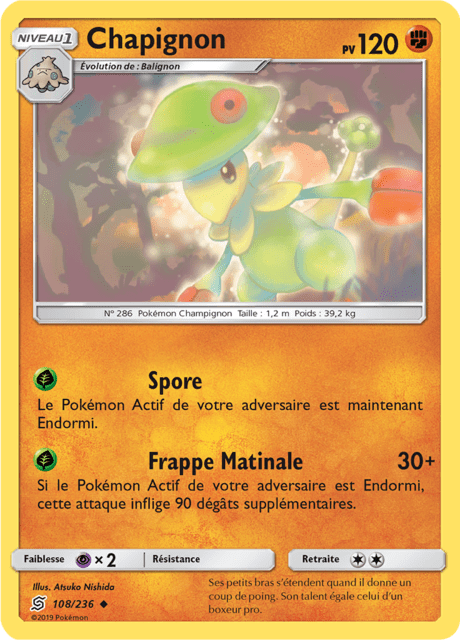 NIVEAU 1
Chapignon
PV 120
Évolution de : Balignon
N° 286 Pokémon Champignon Taille : 1,2 m Poids : 39,2 kg
Spore
Le Pokémon Actif de votre adversaire est maintenant
Endormi.
Frappe Matinale 30+
Si le Pokémon Actif de votre adversaire est Endormi,
cette attaque inflige 90 dégâts supplémentaires.
Faiblesse ×2 Résistance Retraite
Illus. Atsuko Nishida
108/236
©2019 Pokémon
Ses petits bras s'étendent quand il donne un
coup de poing. Son talent égale celui d'un
boxeur pro.